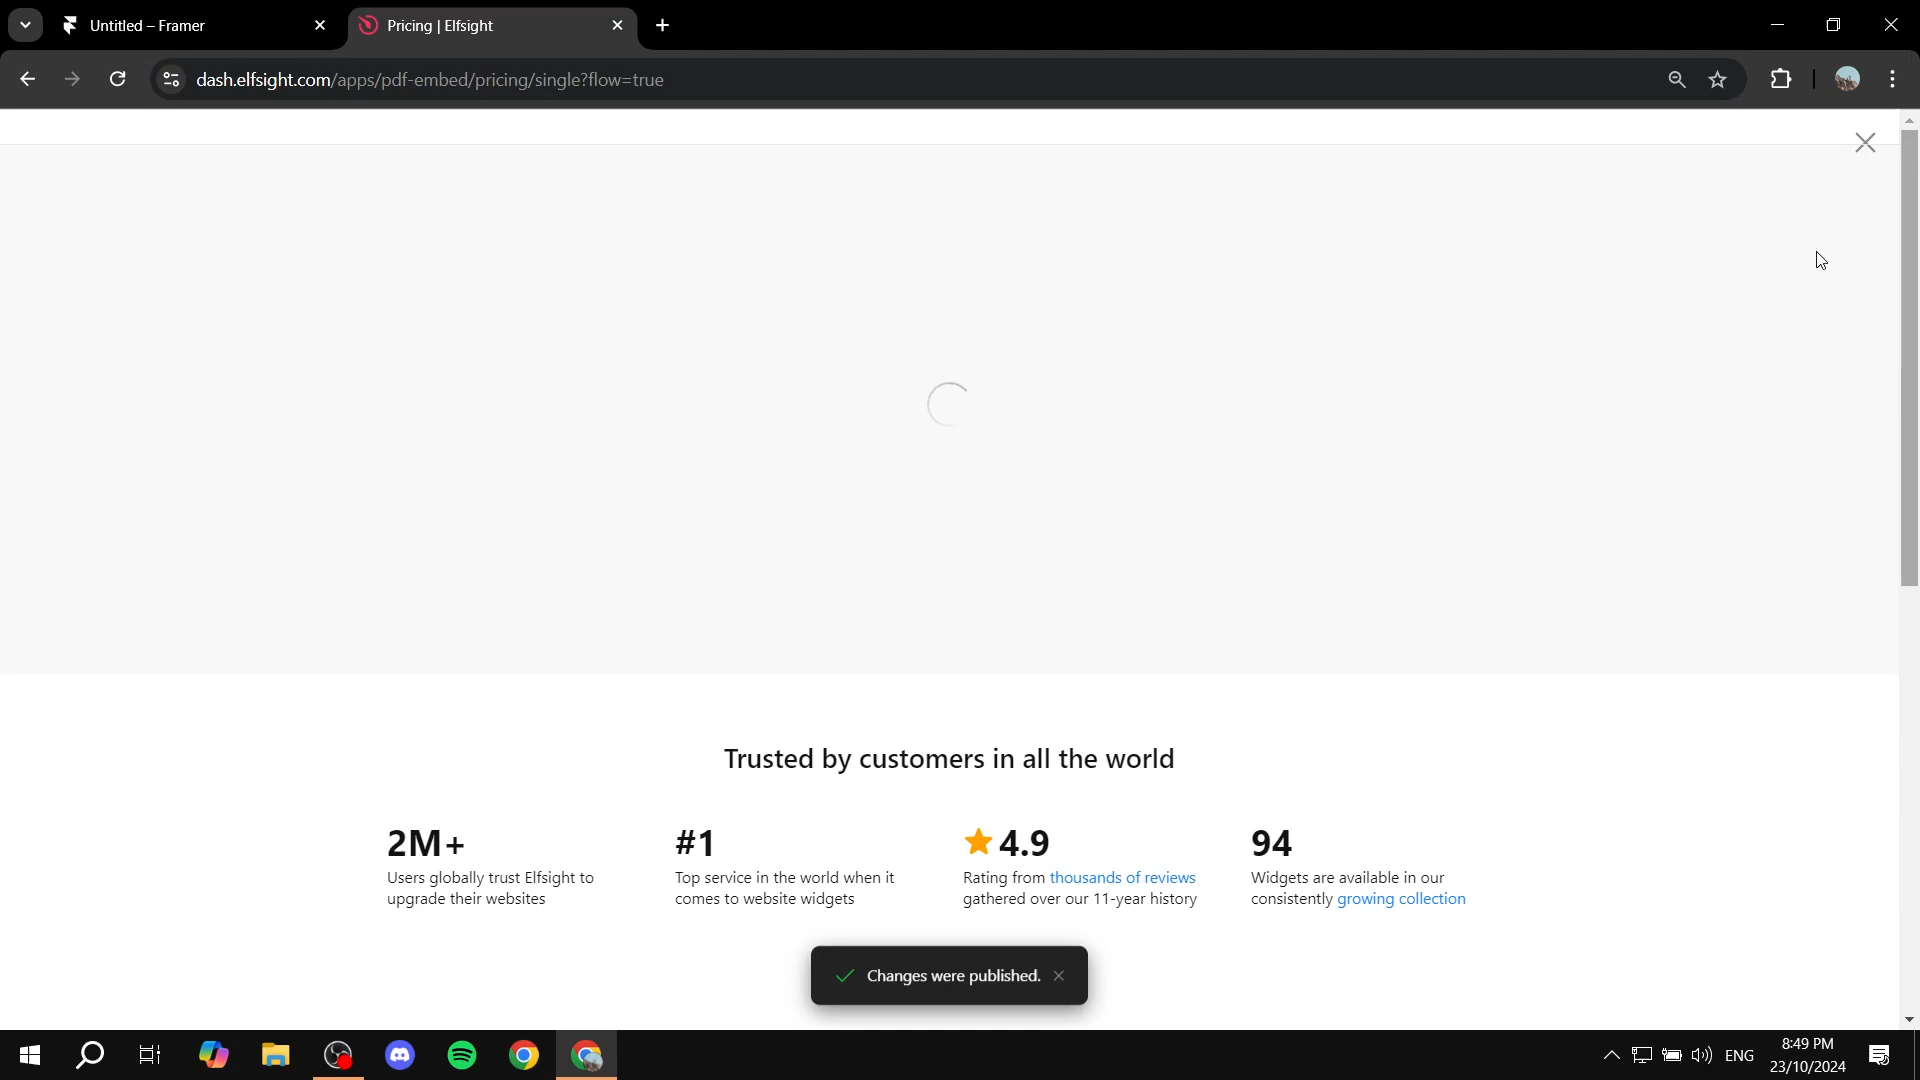 Untitled – Framer
Pricing | Elfsight
dash.elfsight.com/apps/pdf-embed/pricing/single?flow=true
Trusted by customers in all the world
2M+
Users globally trust Elfsight to
upgrade their websites
#1
Top service in the world when it
comes to website widgets
4.9
Rating from thousands of reviews
gathered over our 11-year history
94
Widgets are available in our
consistently growing collection
Changes were published.
ENG
8:49 PM
23/10/2024